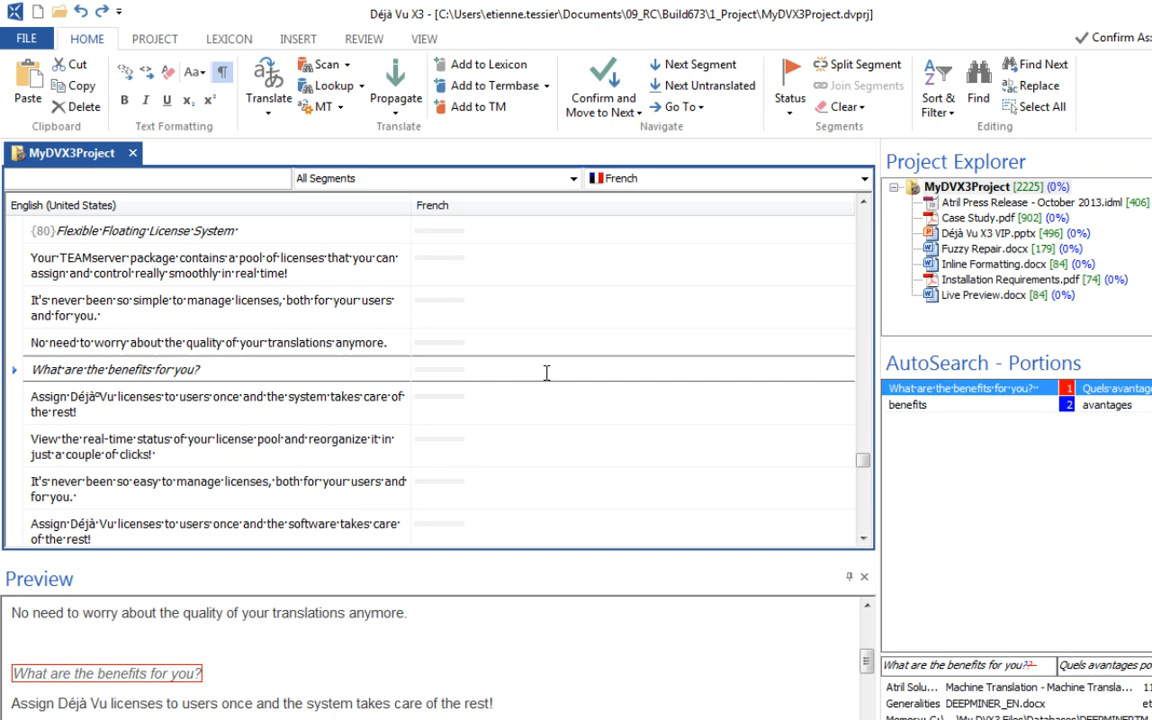 Déjà Vu X3 - [C:\Users\etienne.tessier\Documents\09_RC\Build673\1_Project\MyDVX3Project.dvprj]
FILE HOME PROJECT LEXICON INSERT REVIEW VIEW
Confirm As:
Paste
Cut
Copy
Delete
Clipboard
Aa
¶
B I U x² x²
Text Formatting
Translate
Scan
Lookup
MT
Propagate
Add to Lexicon
Add to Termbase
Add to TM
Translate
Confirm and
Move to Next
Next Segment
Next Untranslated
Go To
Navigate
Status
Split Segment
Join Segments
Clear
Segments
Sort &
Filter
Find
Find Next
Replace
Select All
Editing
MyDVX3Project
All Segments
French
English (United States)
French
{80}Flexible·Floating·License·System·
Your·TEAMserver·package·contains·a·pool·of·licenses·that·you·can·
assign·and·control·really·smoothly·in·real·time!
It's·never·been·so·simple·to·manage·licenses,·both·for·your·users·
and·for·you.·
No·need·to·worry·about·the·quality·of·your·translations·anymore.
What·are·the·benefits·for·you?
Assign·DéjàºVu·licenses·to·users·once·and·the·system·takes·care·of·
the·rest!
View·the·real-time·status·of·your·license·pool·and·reorganize·it·in·
just·a·couple·of·clicks!·
It's·never·been·so·easy·to·manage·licenses,·both·for·your·users·and·
for·you.·
Assign·Déjà·Vu·licenses·to·users·once·and·the·software·takes·care·
of·the·rest!
Project Explorer
MyDVX3Project [2225] (0%)
Atril Press Release - October 2013.idml [406]
Case Study.pdf [902] (0%)
Déjà Vu X3 VIP.pptx [496] (0%)
Fuzzy Repair.docx [179] (0%)
Inline Formatting.docx [84] (0%)
Installation Requirements.pdf [74] (0%)
Live Preview.docx [84] (0%)
AutoSearch - Portions
What·are·the·benefits·for·you?·· 1 Quels·avantage
benefits 2 avantages
Preview
No need to worry about the quality of your translations anymore.
What are the benefits for you?
Assign Déjà Vu licenses to users once and the system takes care of the rest!
What are the benefits for you?? Quels avantages po
Atril Solu... Machine Translation - Machine Transla... 11
Generalities DEEPMINER_EN.docx et
Memory: C:\...\My DVX3 Files\Databases\DEEPMINERTM